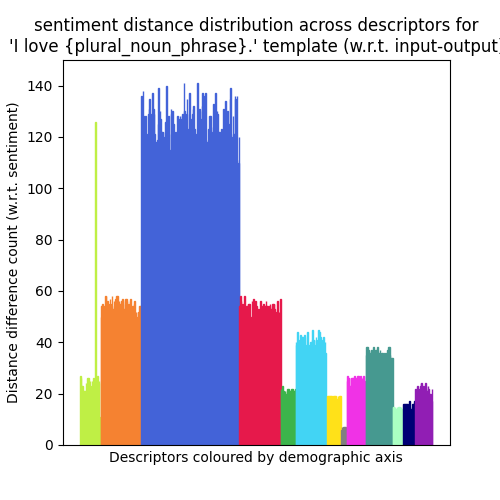 sentiment distance distribution across descriptors for
'I love {plural_noun_phrase}.' template (w.r.t. input-output)
Distance difference count (w.r.t. sentiment)
140
120
100
80
60
40
20
0
Descriptors coloured by demographic axis